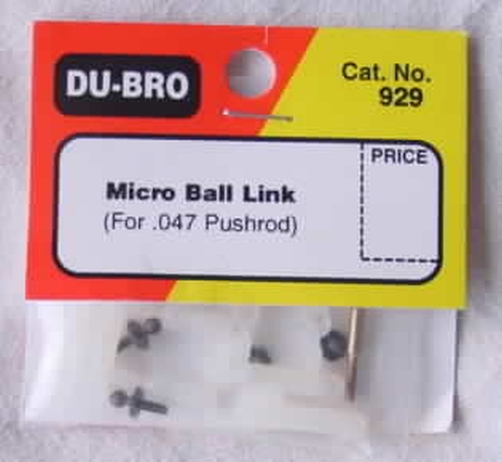 DU-BRO
Cat. No.
929
PRICE
Micro Ball Link
(For .047 Pushrod)